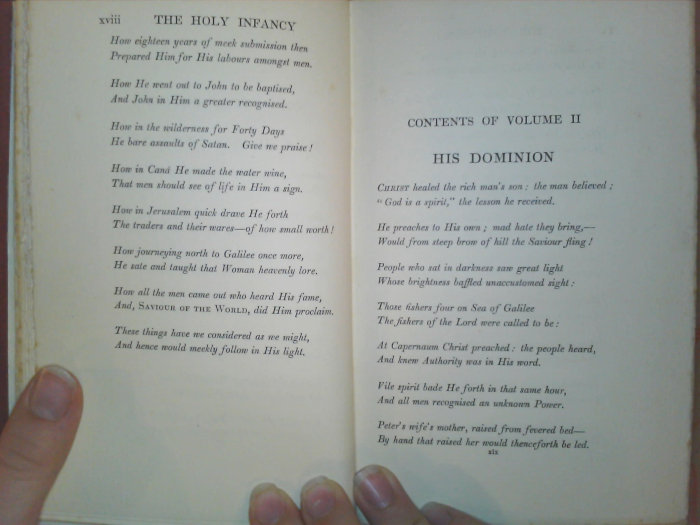 xviii THE HOLY INFANCY
How eighteen years of meek submission then
Prepared Him for His labours amongst men.
How He went out to John to be baptised,
And John in Him a greater recognised.
How in the wilderness for Forty Days
He bare assaults of Satan. Give we praise!
How in Caná He made the water wine,
That men should see of life in Him a sign.
How in Jerusalem quick drave He forth
The traders and their wares—of how small worth!
How journeying north to Galilee once more,
He sate and taught that Woman heavenly lore.
How all the men came out who heard His fame,
And, SAVIOUR OF THE WORLD, did Him proclaim.
These things have we considered as we might,
And hence would meekly follow in His light.
CONTENTS OF VOLUME II
HIS DOMINION
CHRIST healed the rich man's son: the man believed:
"God is a spirit," the lesson he received.
He preaches to His own; mad hate they bring,—
Would from steep brow of hill the Saviour fling!
People who sat in darkness saw great light
Whose brightness baffled unaccustomed sight:
Those fishers four on Sea of Galilee
The fishers of the Lord were called to be:
At Capernaum Christ preached: the people heard,
And knew Authority was in His word.
Vile spirit bade He forth in that same hour,
And all men recognised an unknown Power.
Peter's wife's mother, raised from fevered bed—
By hand that raised her would thenceforth be led.
xix